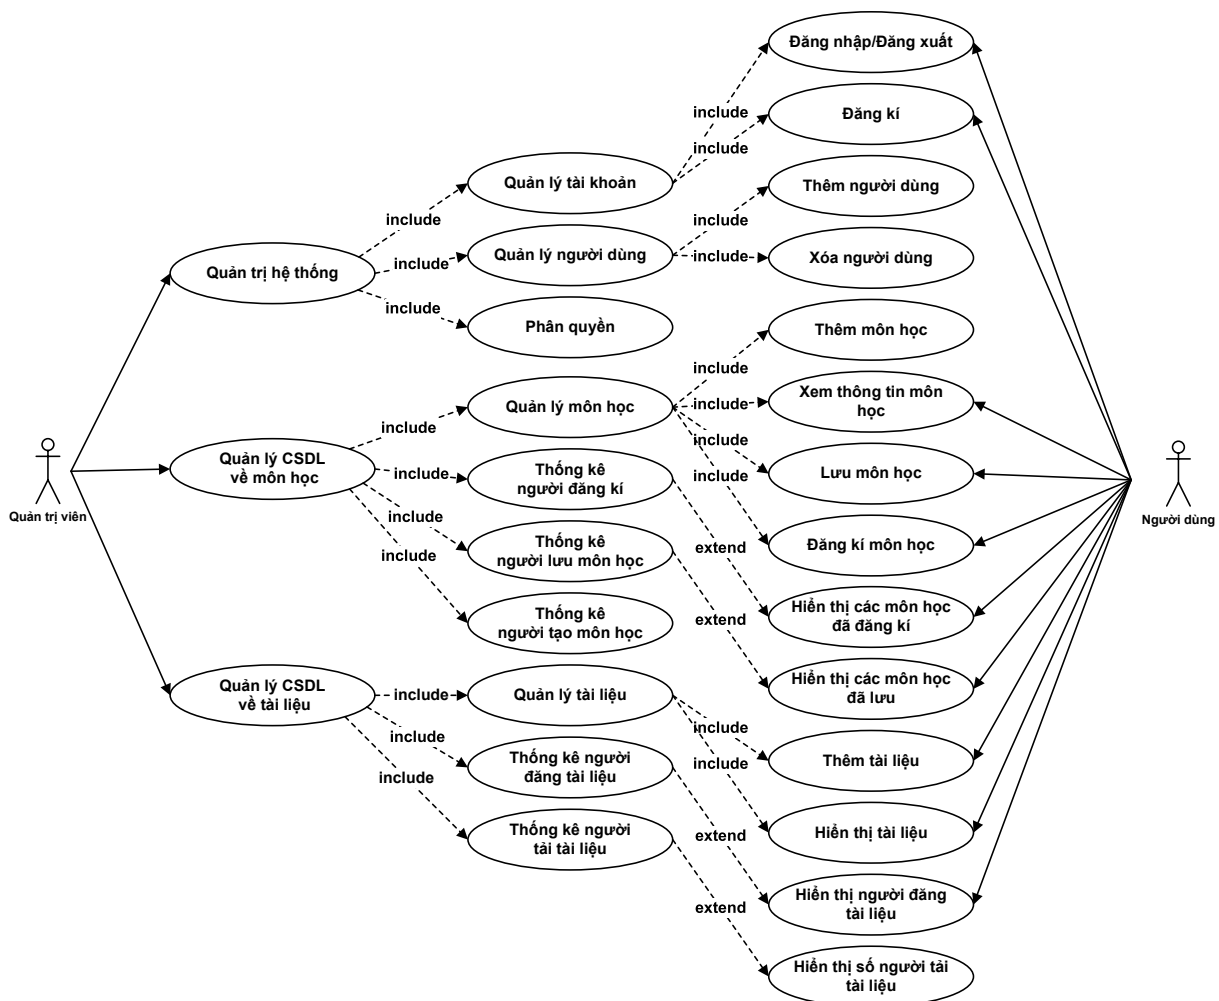 Đăng nhập/Đăng xuất
include
Đăng kí
include
Quản lý tài khoản
Thêm người dùng
include
include
Quản trị hệ thống
include
Quản lý người dùng
include
Xóa người dùng
include
Phân quyền
Thêm môn học
include
Quản lý môn học
include
Xem thông tin môn
học
include
include
Quản lý CSDL
về môn học
include
Thống kê
người đăng kí
include
Lưu môn học
Quản trị viên
Người dùng
include
Thống kê
người lưu môn học
extend
Đăng kí môn học
include
Thống kê
người tạo môn học
extend
Hiển thị các môn học
đã đăng kí
Quản lý CSDL
về tài liệu
include
Quản lý tài liệu
Hiển thị các môn học
đã lưu
include
include
Thống kê người
đăng tài liệu
include
Thêm tài liệu
include
Thống kê người
tải tài liệu
extend
Hiển thị tài liệu
extend
Hiển thị người đăng
tài liệu
Hiển thị số người tải
tài liệu